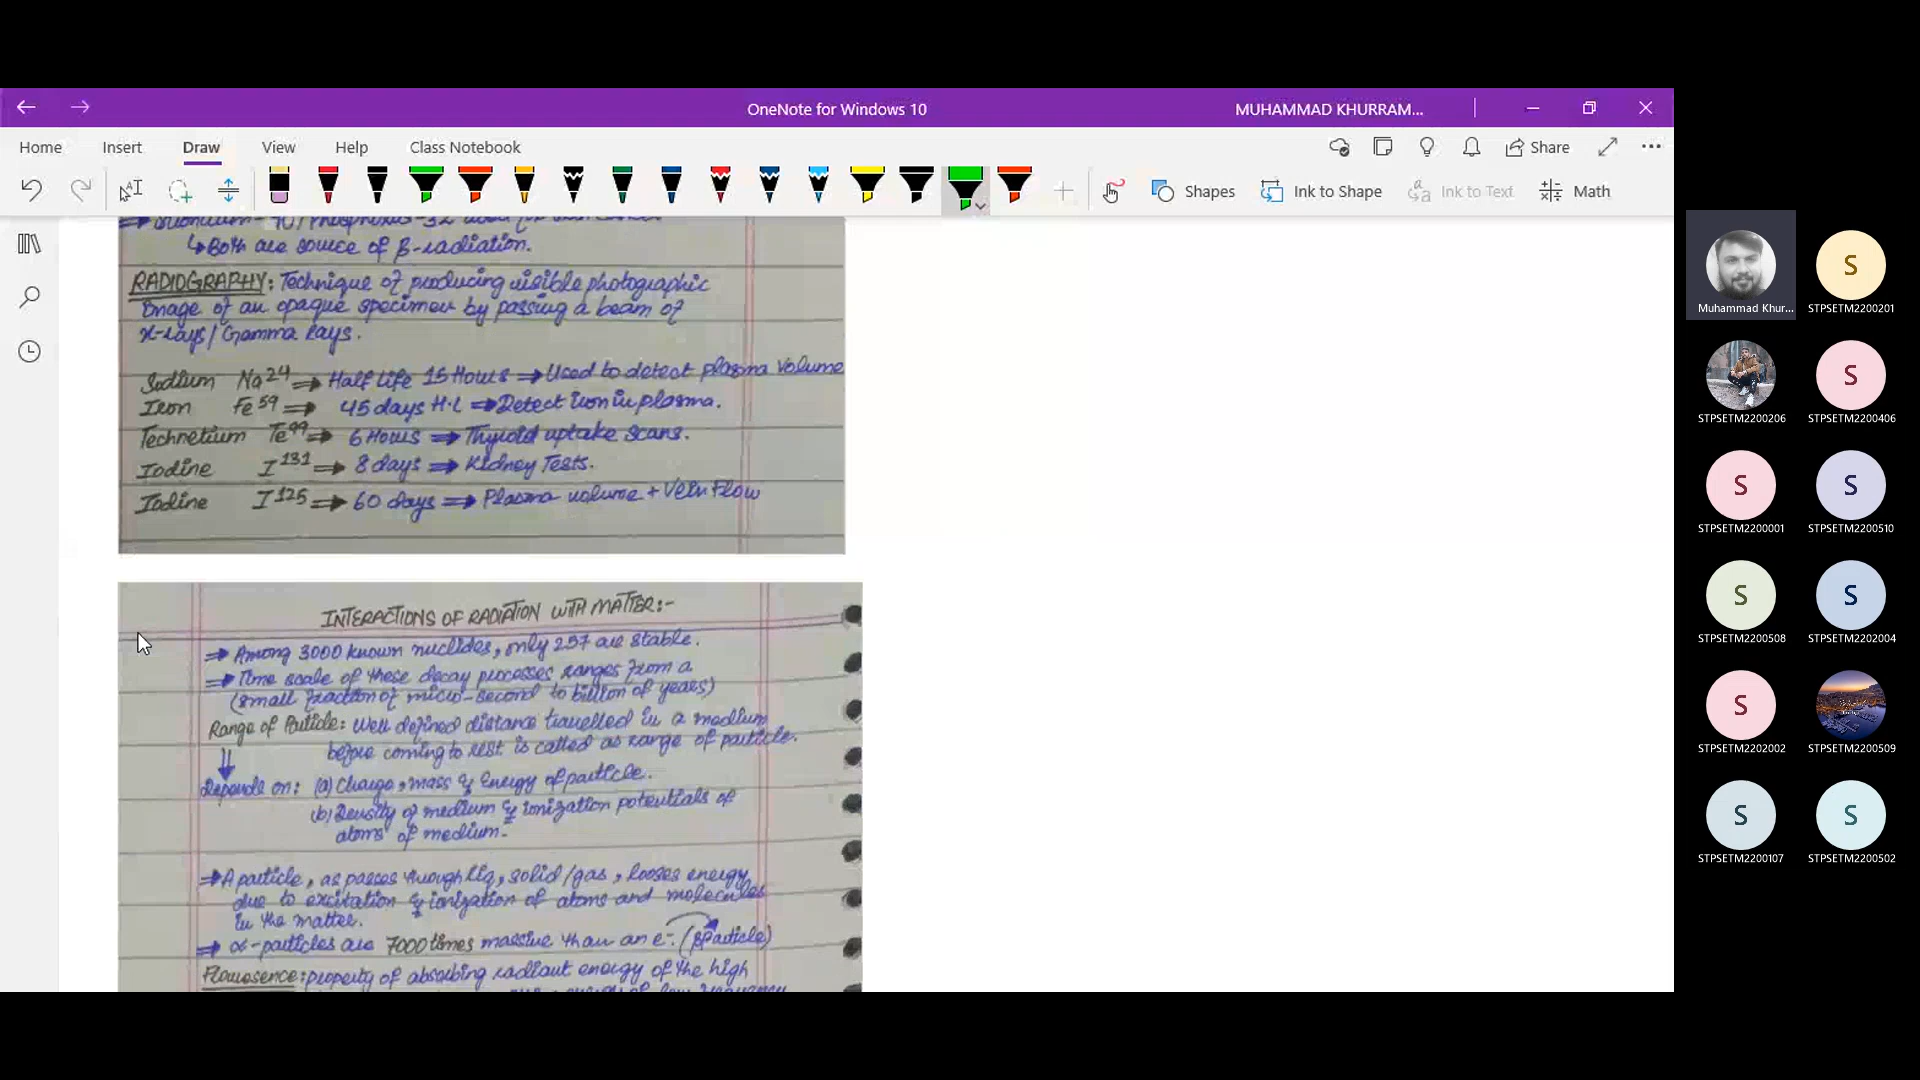 OneNote for Windows 10
MUHAMMAD KHURRAM...
Home Insert Draw View Help Class Notebook
Share
Shapes Ink to Shape Ink to Text Math
↳Both are source of β-radiation.
RADIOGRAPHY: Technique of producing visible photographic
Image of an opaque specimen by passing a beam of
X-rays/Gamma Rays.
Sodium Na24 ⇒ Half life 15 Hours ⇒ Used to detect plasma volume
Iron Fe59 ⇒ 45 days H.L ⇒ Detect iron in plasma.
Technetium Te99 ⇒ 6 Hours ⇒ Thyroid uptake scans.
Iodine I131 ⇒ 8 days ⇒ Kidney Tests.
Iodine I125 ⇒ 60 days ⇒ Plasma volume + Vein Flow
INTERACTIONS OF RADIATION WITH MATTER:-
⇒ Among 3000 known nuclides, only 257 are stable.
⇒ Time scale of these decay processes ranges from a
(small fraction of micro-second to billion of years)
Range of Particle: Well defined distance travelled in a medium
before coming to rest is called as range of particle.
Depends on: (a) Charge, mass & Energy of particle.
(b) Density of medium & ionization potentials of
atoms of medium.
⇒ A particle, as passes through liq, solid/gas, looses energy
due to excitation & ionization of atoms and molecules
in the matter.
⇒ α-particles are 7000 times massive than an e-. (β particle)
Flouosence: property of absorbing radiant energy of the high
Muhammad Khur...
STPSETM2200201
STPSETM2200206
STPSETM2200406
S
STPSETM2200001
S
STPSETM2200510
S
STPSETM2200508
S
STPSETM2202004
S
STPSETM2202002
S
STPSETM2200509
STPSETM2200107
S
STPSETM2200502
S